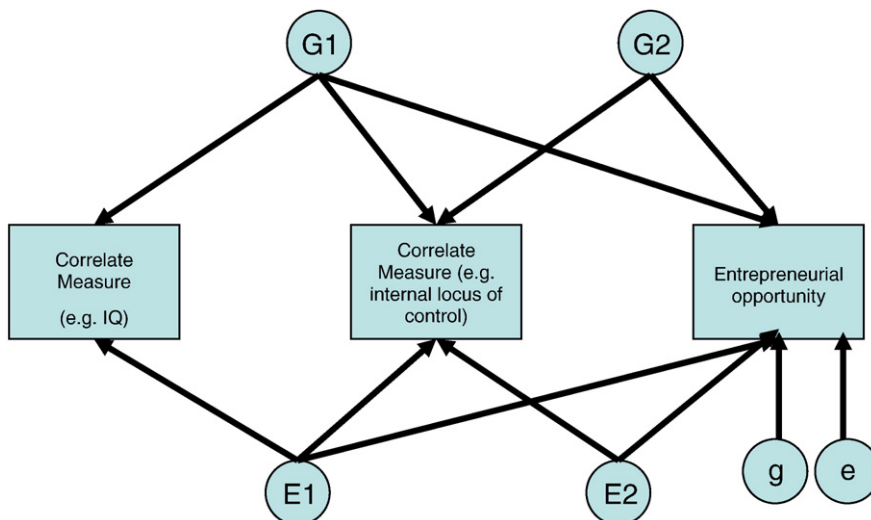 G1
G2
Correlate
Measure
(e.g. IQ)
Correlate
Measure (e.g.
internal locus of
control)
Entrepreneurial
opportunity
E1
E2
g
e